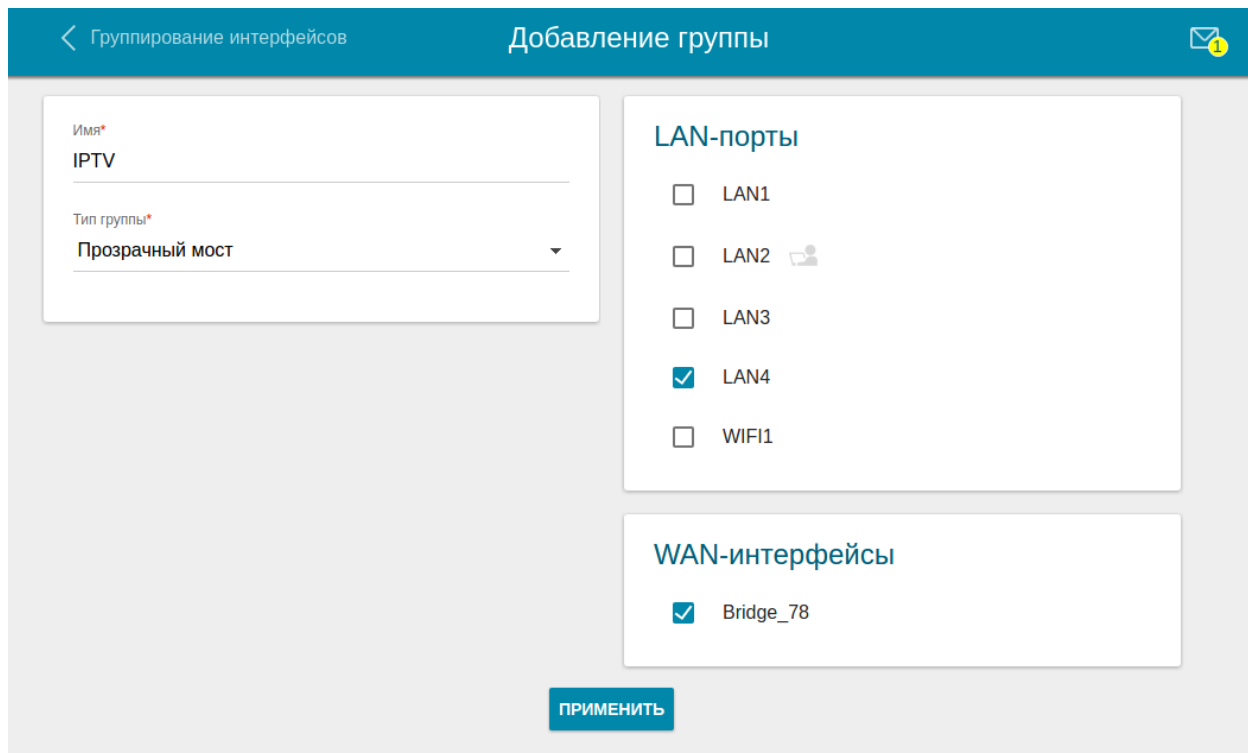 Группирование интерфейсов
Добавление группы
1
Имя*
IPTV
Тип группы*
Прозрачный мост
LAN-порты
LAN1
LAN2
LAN3
LAN4
WIFI1
WAN-интерфейсы
Bridge_78
ПРИМЕНИТЬ